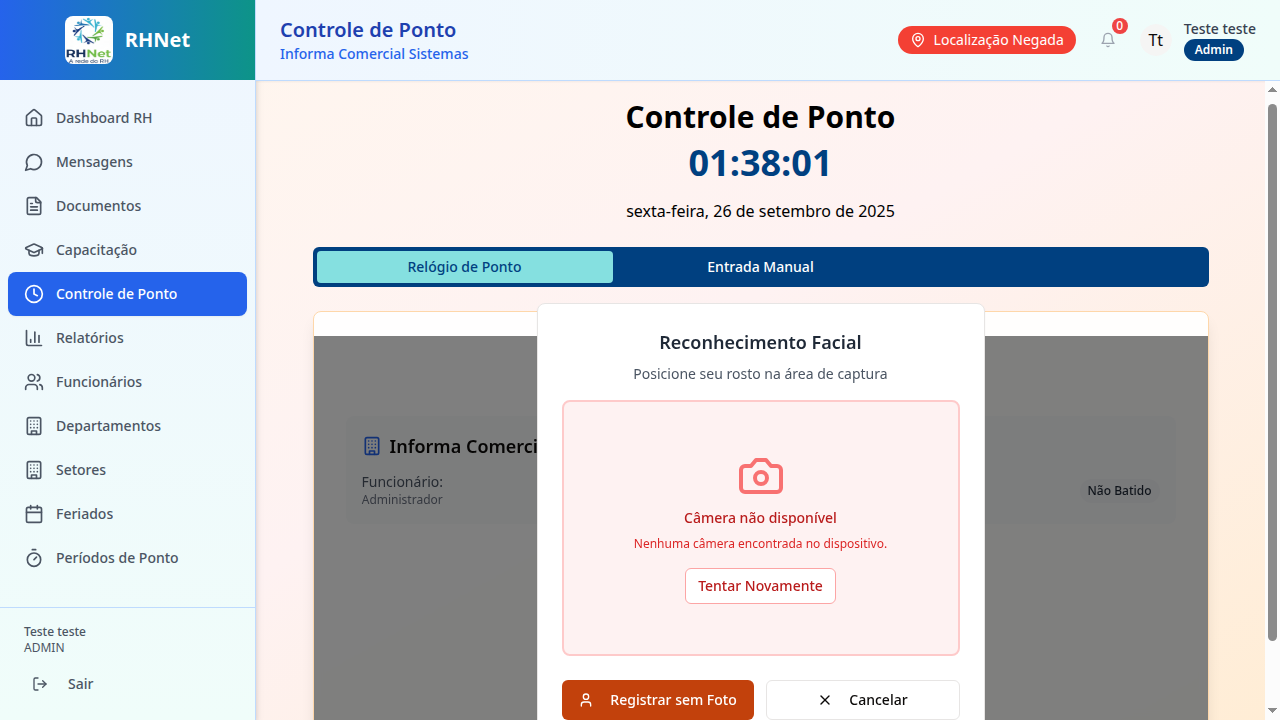 RHNet
A rede do RH
RHNet
Controle de Ponto
Informa Comercial Sistemas
Localização Negada
0
Tt
Teste teste
Admin
Dashboard RH
Mensagens
Documentos
Capacitação
Controle de Ponto
Relatórios
Funcionários
Departamentos
Setores
Feriados
Períodos de Ponto
Teste teste
ADMIN
Sair
Controle de Ponto
01:38:01
sexta-feira, 26 de setembro de 2025
Relógio de Ponto
Entrada Manual
Informa Comerci
Funcionário:
Administrador
Não Batido
Reconhecimento Facial
Posicione seu rosto na área de captura
Câmera não disponível
Nenhuma câmera encontrada no dispositivo.
Tentar Novamente
Registrar sem Foto
Cancelar